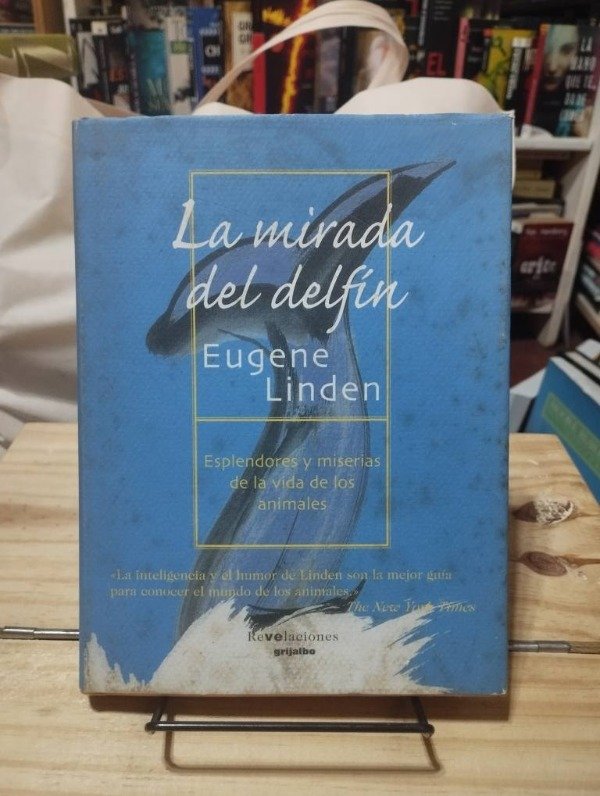 La mirada
del delfín
Eugene
Linden
Esplendores y miserias
de la vida de los
animales
«La inteligencia y el humor de Linden son la mejor guía
para conocer el mundo de los animales.»
The New York Times
Revelaciones
grijalbo